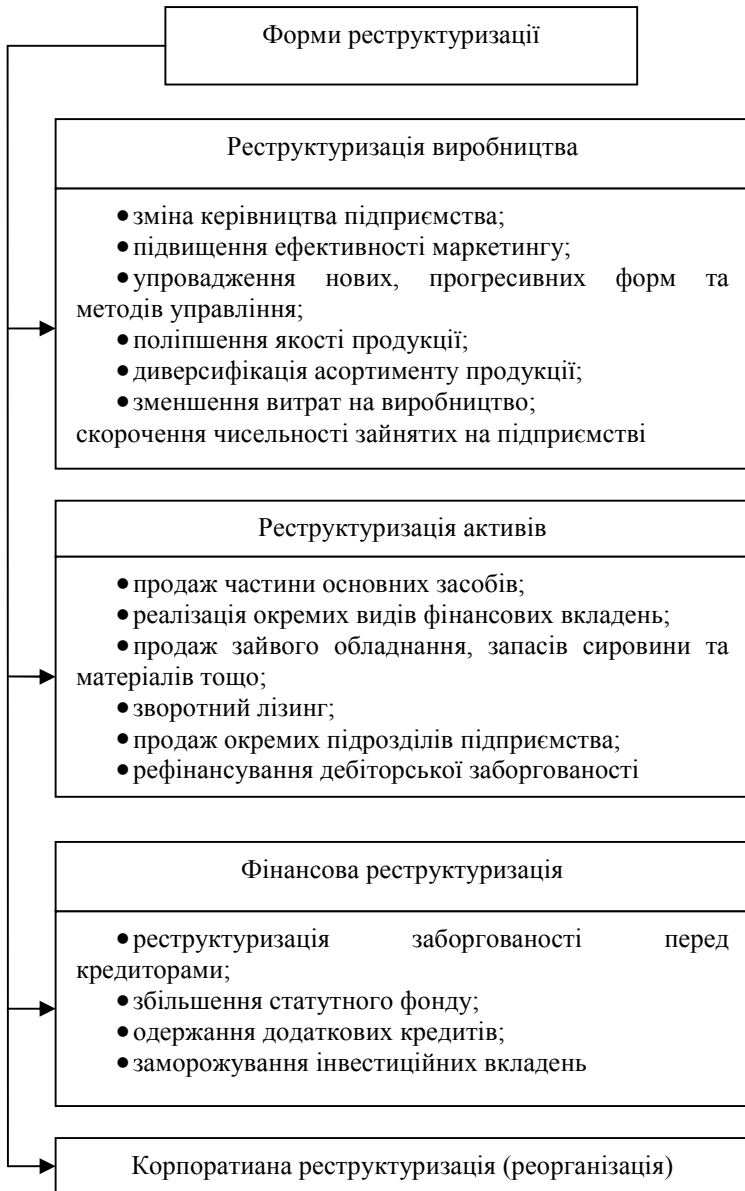 Форми реструктуризації
Реструктуризація виробництва
•зміна керівництва підприємства;
•підвищення ефективності маркетингу;
•упровадження нових, прогресивних форм та
методів управління;
•поліпшення якості продукції;
•диверсифікація асортименту продукції;
•зменшення витрат на виробництво;
скорочення чисельності зайнятих на підприємстві
Реструктуризація активів
•продаж частини основних засобів;
•реалізація окремих видів фінансових вкладень;
•продаж зайвого обладнання, запасів сировини та
матеріалів тощо;
•зворотний лізинг;
•продаж окремих підрозділів підприємства;
•рефінансування дебіторської заборгованості
Фінансова реструктуризація
•реструктуризація заборгованості перед
кредиторами;
•збільшення статутного фонду;
•одержання додаткових кредитів;
•заморожування інвестиційних вкладень
Корпоратиана реструктуризація (реорганізація)